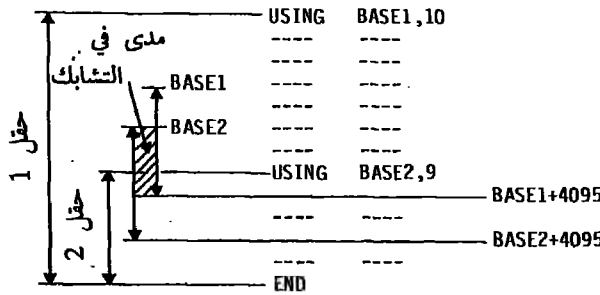 USING BASE1,10
---- ----
مدى في
---- ----
التشابك
---- ----
BASE1
---- ----
BASE2
---- ----
---- ----
USING BASE2,9
BASE1+4095
---- ----
BASE2+4095
---- ----
END
حقل 1
حقل 2